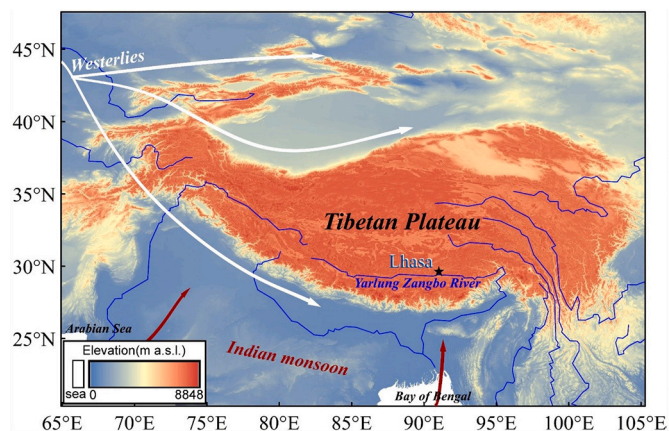 45°N
Westerlies
40°N
35°N
Tibetan Plateau
Lhasa
30°N
Yarlung Zangbo River
25°N
Arabian Sea
Elevation(m a.s.l.)
sea
0
8848
Indian monsoon
Bay of Bengal
65°E
70°E
75°E
80°E
85°E
90°E
95°E
100°E
105°E